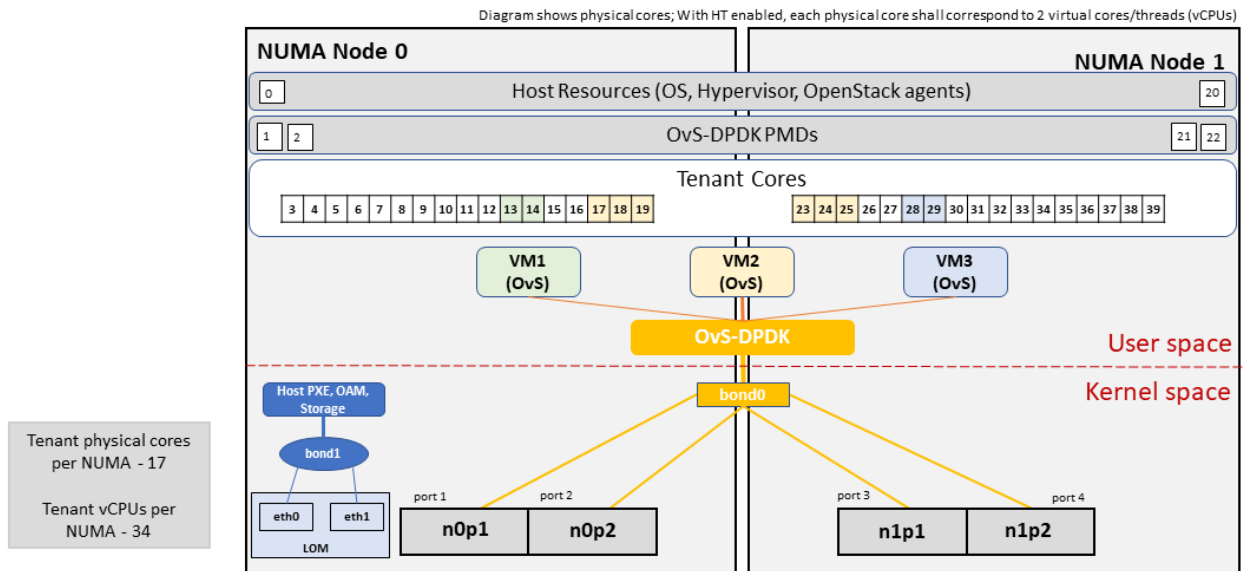 Diagram shows physical cores; With HT enabled, each physical core shall correspond to 2 virtual cores/threads (vCPUs)
NUMA Node 0
NUMA Node 1
0
Host Resources (OS, Hypervisor, OpenStack agents)
20
1
2
OvS-DPDK PMDs
21
22
Tenant Cores
3 4 5 6 7 8 9 10 11 12 13 14 15 16 17 18 19
23 24 25 26 27 28 29 30 31 32 33 34 35 36 37 38 39
VM1
(OvS)
VM2
(OvS)
VM3
(OvS)
OvS-DPDK
User space
Kernel space
Host PXE, OAM,
Storage
bond0
bond1
Tenant physical cores
per NUMA - 17
Tenant vCPUs per
NUMA - 34
eth0
eth1
LOM
port 1
port 2
port 3
port 4
n0p1
n0p2
n1p1
n1p2